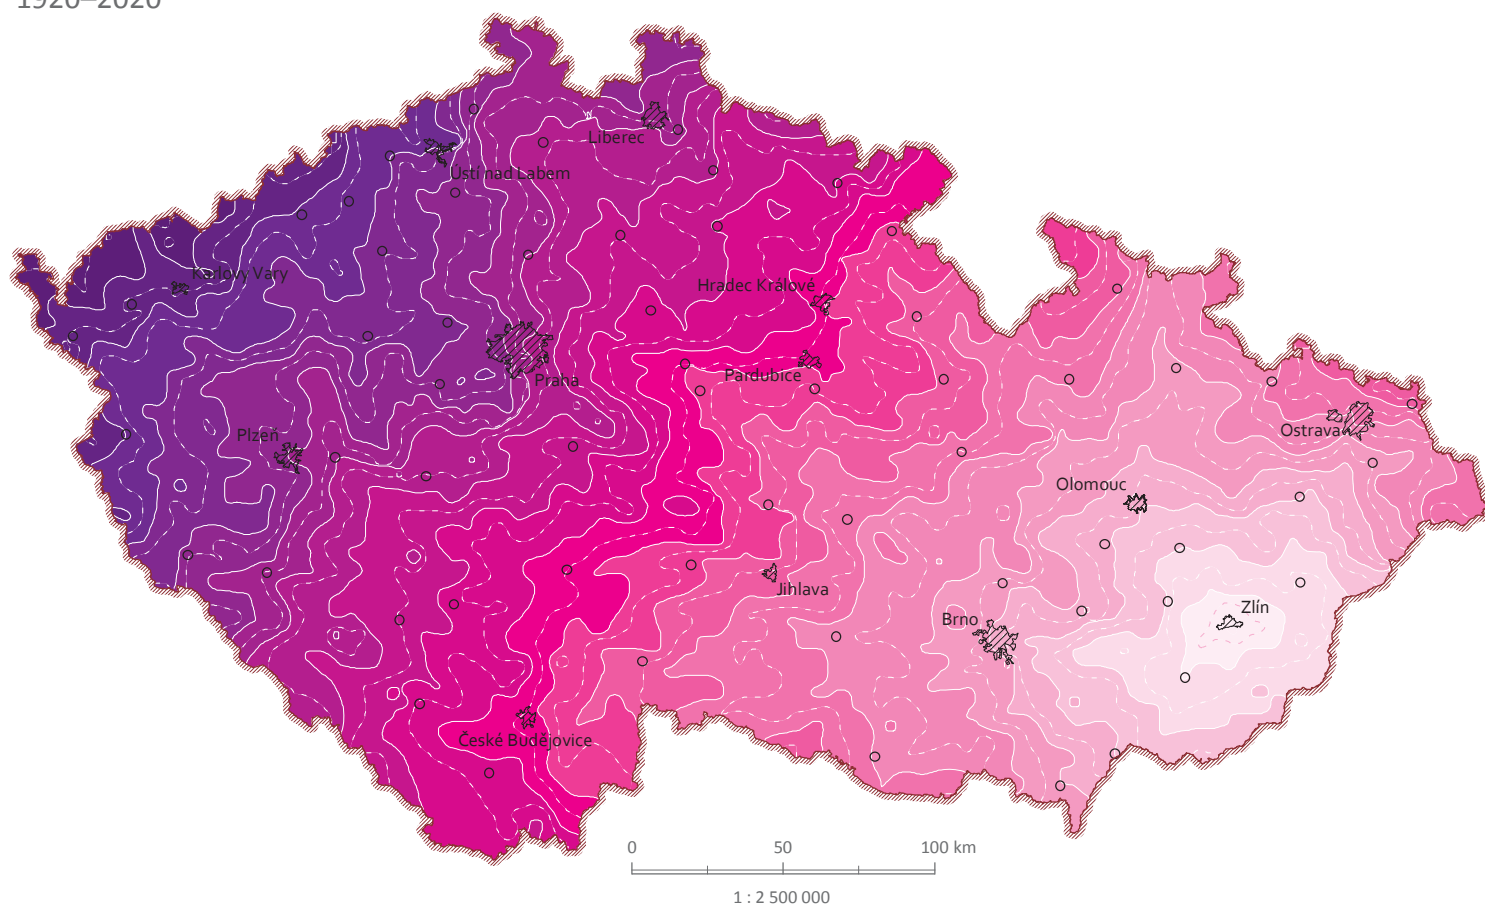 1920–2020
Liberec
Ústí nad Labem
Karlovy Vary
Hradec Králové
Praha
Pardubice
Plzeň
Ostrava
Olomouc
Jihlava
Zlín
Brno
České Budějovice
0 50 100 km
1 : 2 500 000